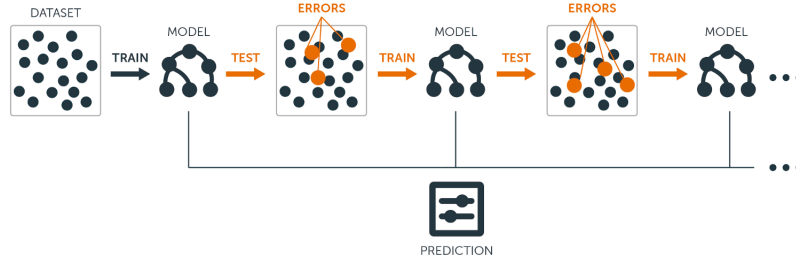 DATASET
TRAIN
MODEL
TEST
ERRORS
TRAIN
MODEL
TEST
ERRORS
TRAIN
MODEL
PREDICTION